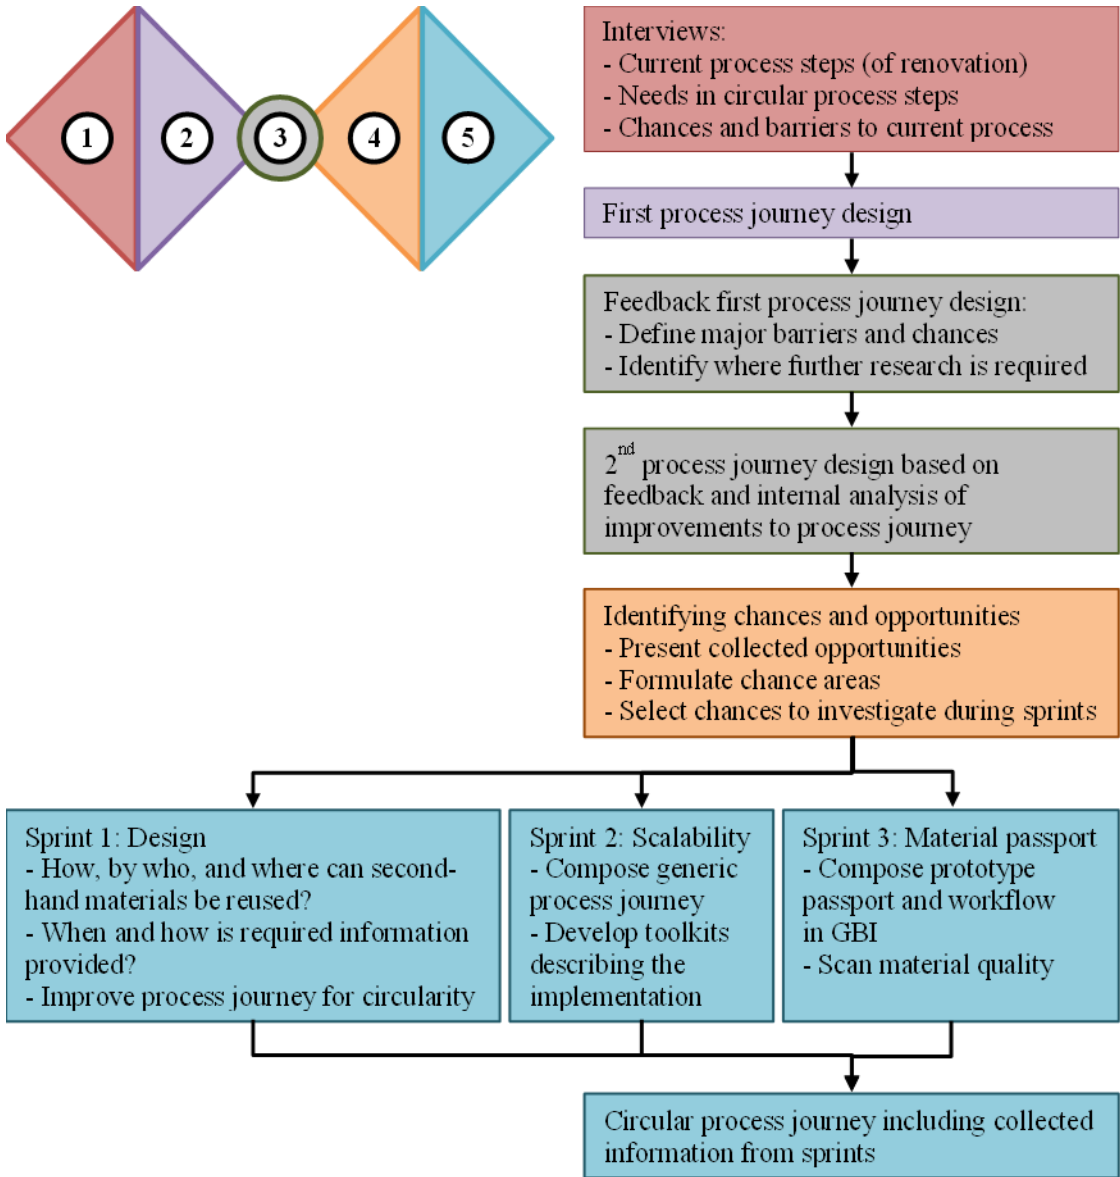 1
2
3
4
5
Interviews:
- Current process steps (of renovation)
- Needs in circular process steps
- Chances and barriers to current process
First process journey design
Feedback first process journey design:
- Define major barriers and chances
- Identify where further research is required
2nd process journey design based on
feedback and internal analysis of
improvements to process journey
Identifying chances and opportunities
- Present collected opportunities
- Formulate chance areas
- Select chances to investigate during sprints
Sprint 1: Design
- How, by who, and where can second-
hand materials be reused?
- When and how is required information
provided?
- Improve process journey for circularity
Sprint 2: Scalability
- Compose generic
process journey
- Develop toolkits
describing the
implementation
Sprint 3: Material passport
- Compose prototype
passport and workflow
in GBI
- Scan material quality
Circular process journey including collected
information from sprints